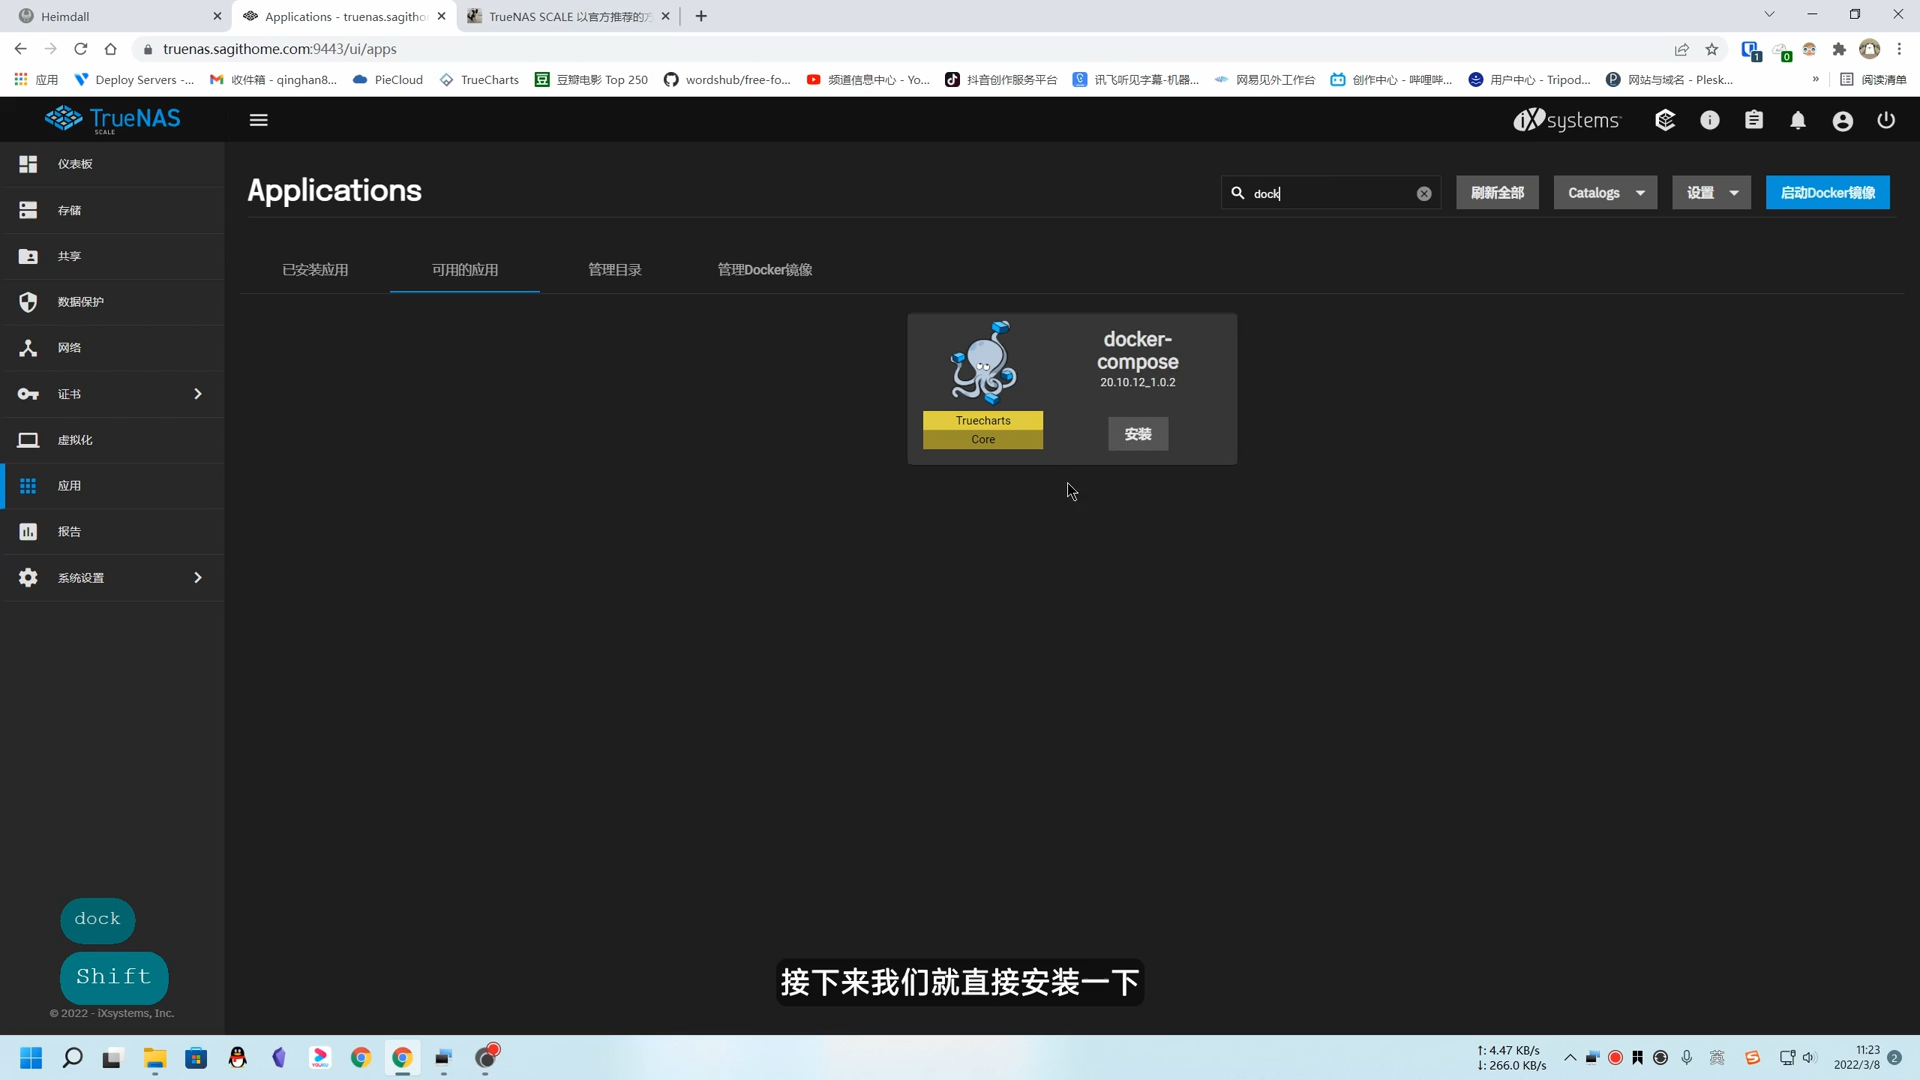 Heimdall
Applications - truenas.sagitho
TrueNAS SCALE 以官方推荐的方
truenas.sagithome.com:9443/ui/apps
应用
Deploy Servers -...
收件箱 - qinghan8...
PieCloud
TrueCharts
豆瓣电影 Top 250
wordshub/free-fo...
频道信息中心 - Yo...
抖音创作服务平台
讯飞听见字幕-机器...
网易见外工作台
创作中心 - 哔哩哔...
用户中心 - Tripod...
网站与域名 - Plesk...
»
阅读清单
TrueNAS
SCALE
iXsystems
仪表板
存储
共享
数据保护
网络
证书
虚拟化
应用
报告
系统设置
Applications
dock
刷新全部
Catalogs
设置
启动Docker镜像
已安装应用
可用的应用
管理目录
管理Docker镜像
docker-
compose
20.10.12_1.0.2
Truecharts
Core
安装
dock
Shift
© 2022 - iXsystems, Inc.
接下来我们就直接安装一下
↑: 4.47 KB/s
↓: 266.0 KB/s
英
11:23
2022/3/8
2